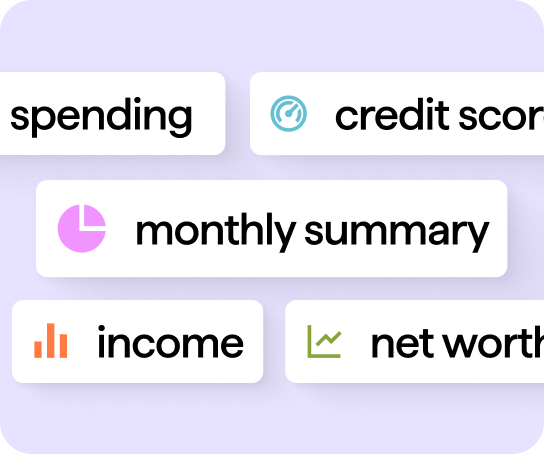 spending
credit scor
monthly summary
income
net worth